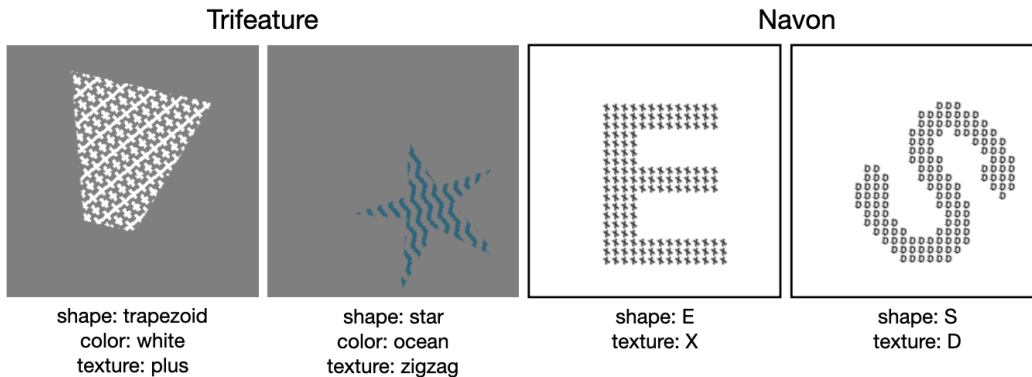 Trifeature
Navon
shape: trapezoid
color: white
texture: plus
shape: star
color: ocean
texture: zigzag
shape: E
texture: X
shape: S
texture: D